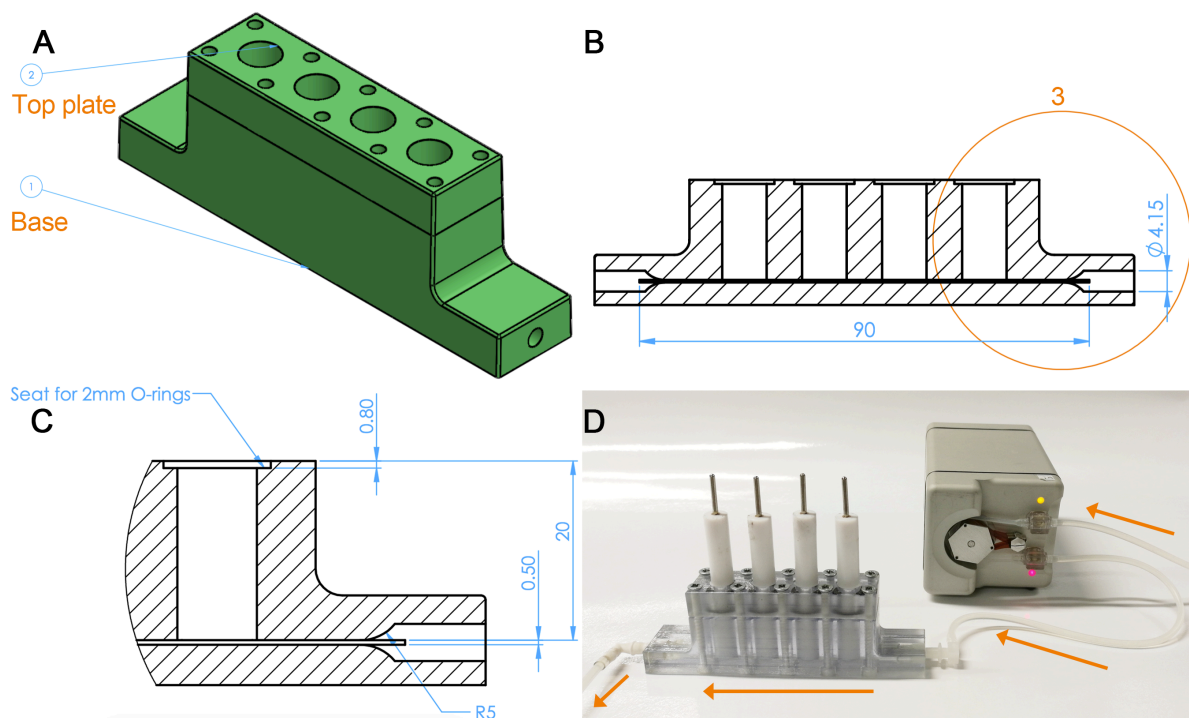 A
2
Top plate
1
Base
B
3
Ø4.15
90
Seat for 2mm O-rings
C
0.80
20
0.50
R5
D